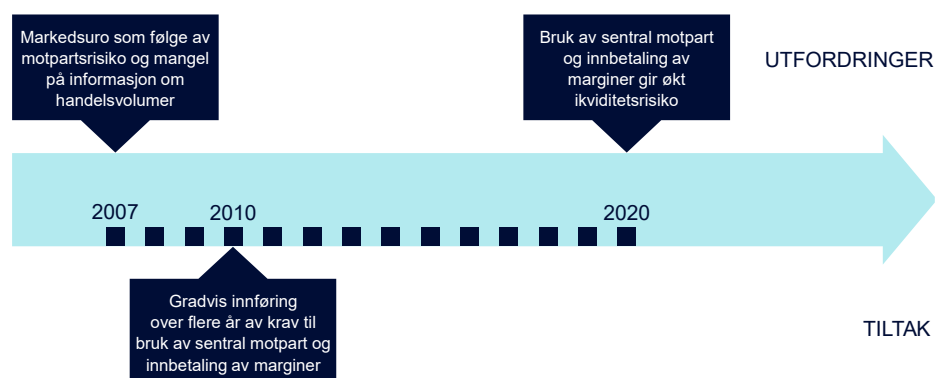 Markedsuro som følge av
motpartsrisiko og mangel
på informasjon om
handelsvolumer
Bruk av sentral motpart
og innbetaling av
marginer gir økt
ikviditetsrisiko
UTFORDRINGER
2007
2010
2020
Gradvis innføring
over flere år av krav til
bruk av sentral motpart og
innbetaling av marginer
TILTAK